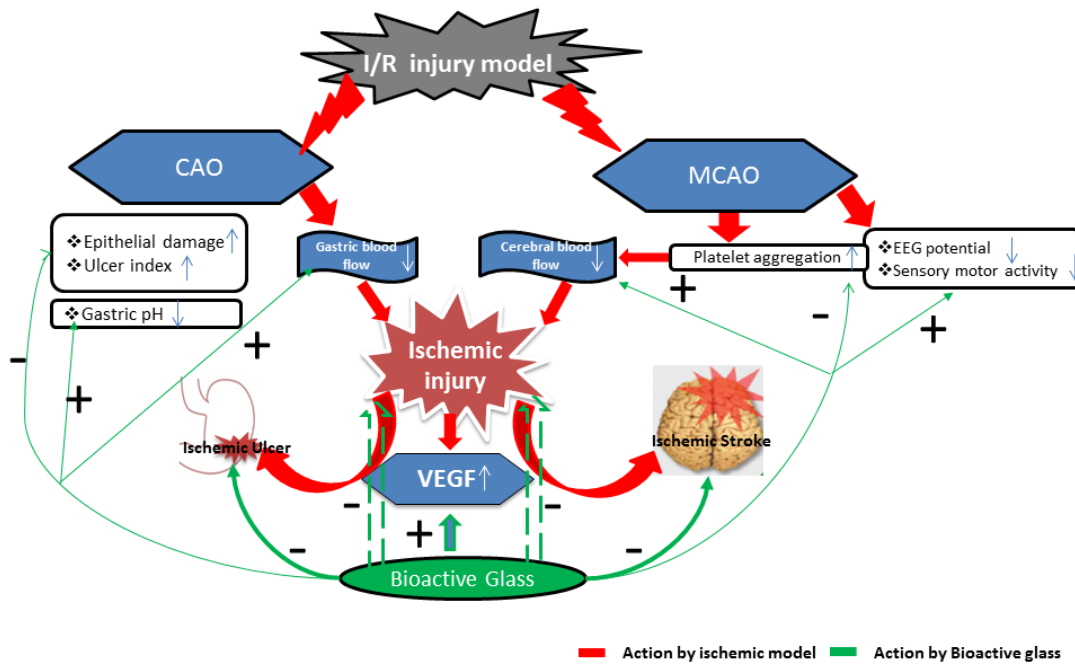 I/R injury model
CAO
MCAO
❖Epithelial damage↑
❖Ulcer index ↑
Gastric blood
flow ↓
Cerebral blood
flow ↓
Platelet aggregation ↑
❖EEG potential ↓
❖Sensory motor activity ↓
❖ Gastric pH ↓
+
-
+
-
+
+
Ischemic
injury
Ischemic Ulcer
Ischemic Stroke
VEGF↑
-
-
+
-
-
Bioactive Glass
Action by ischemic model
Action by Bioactive glass